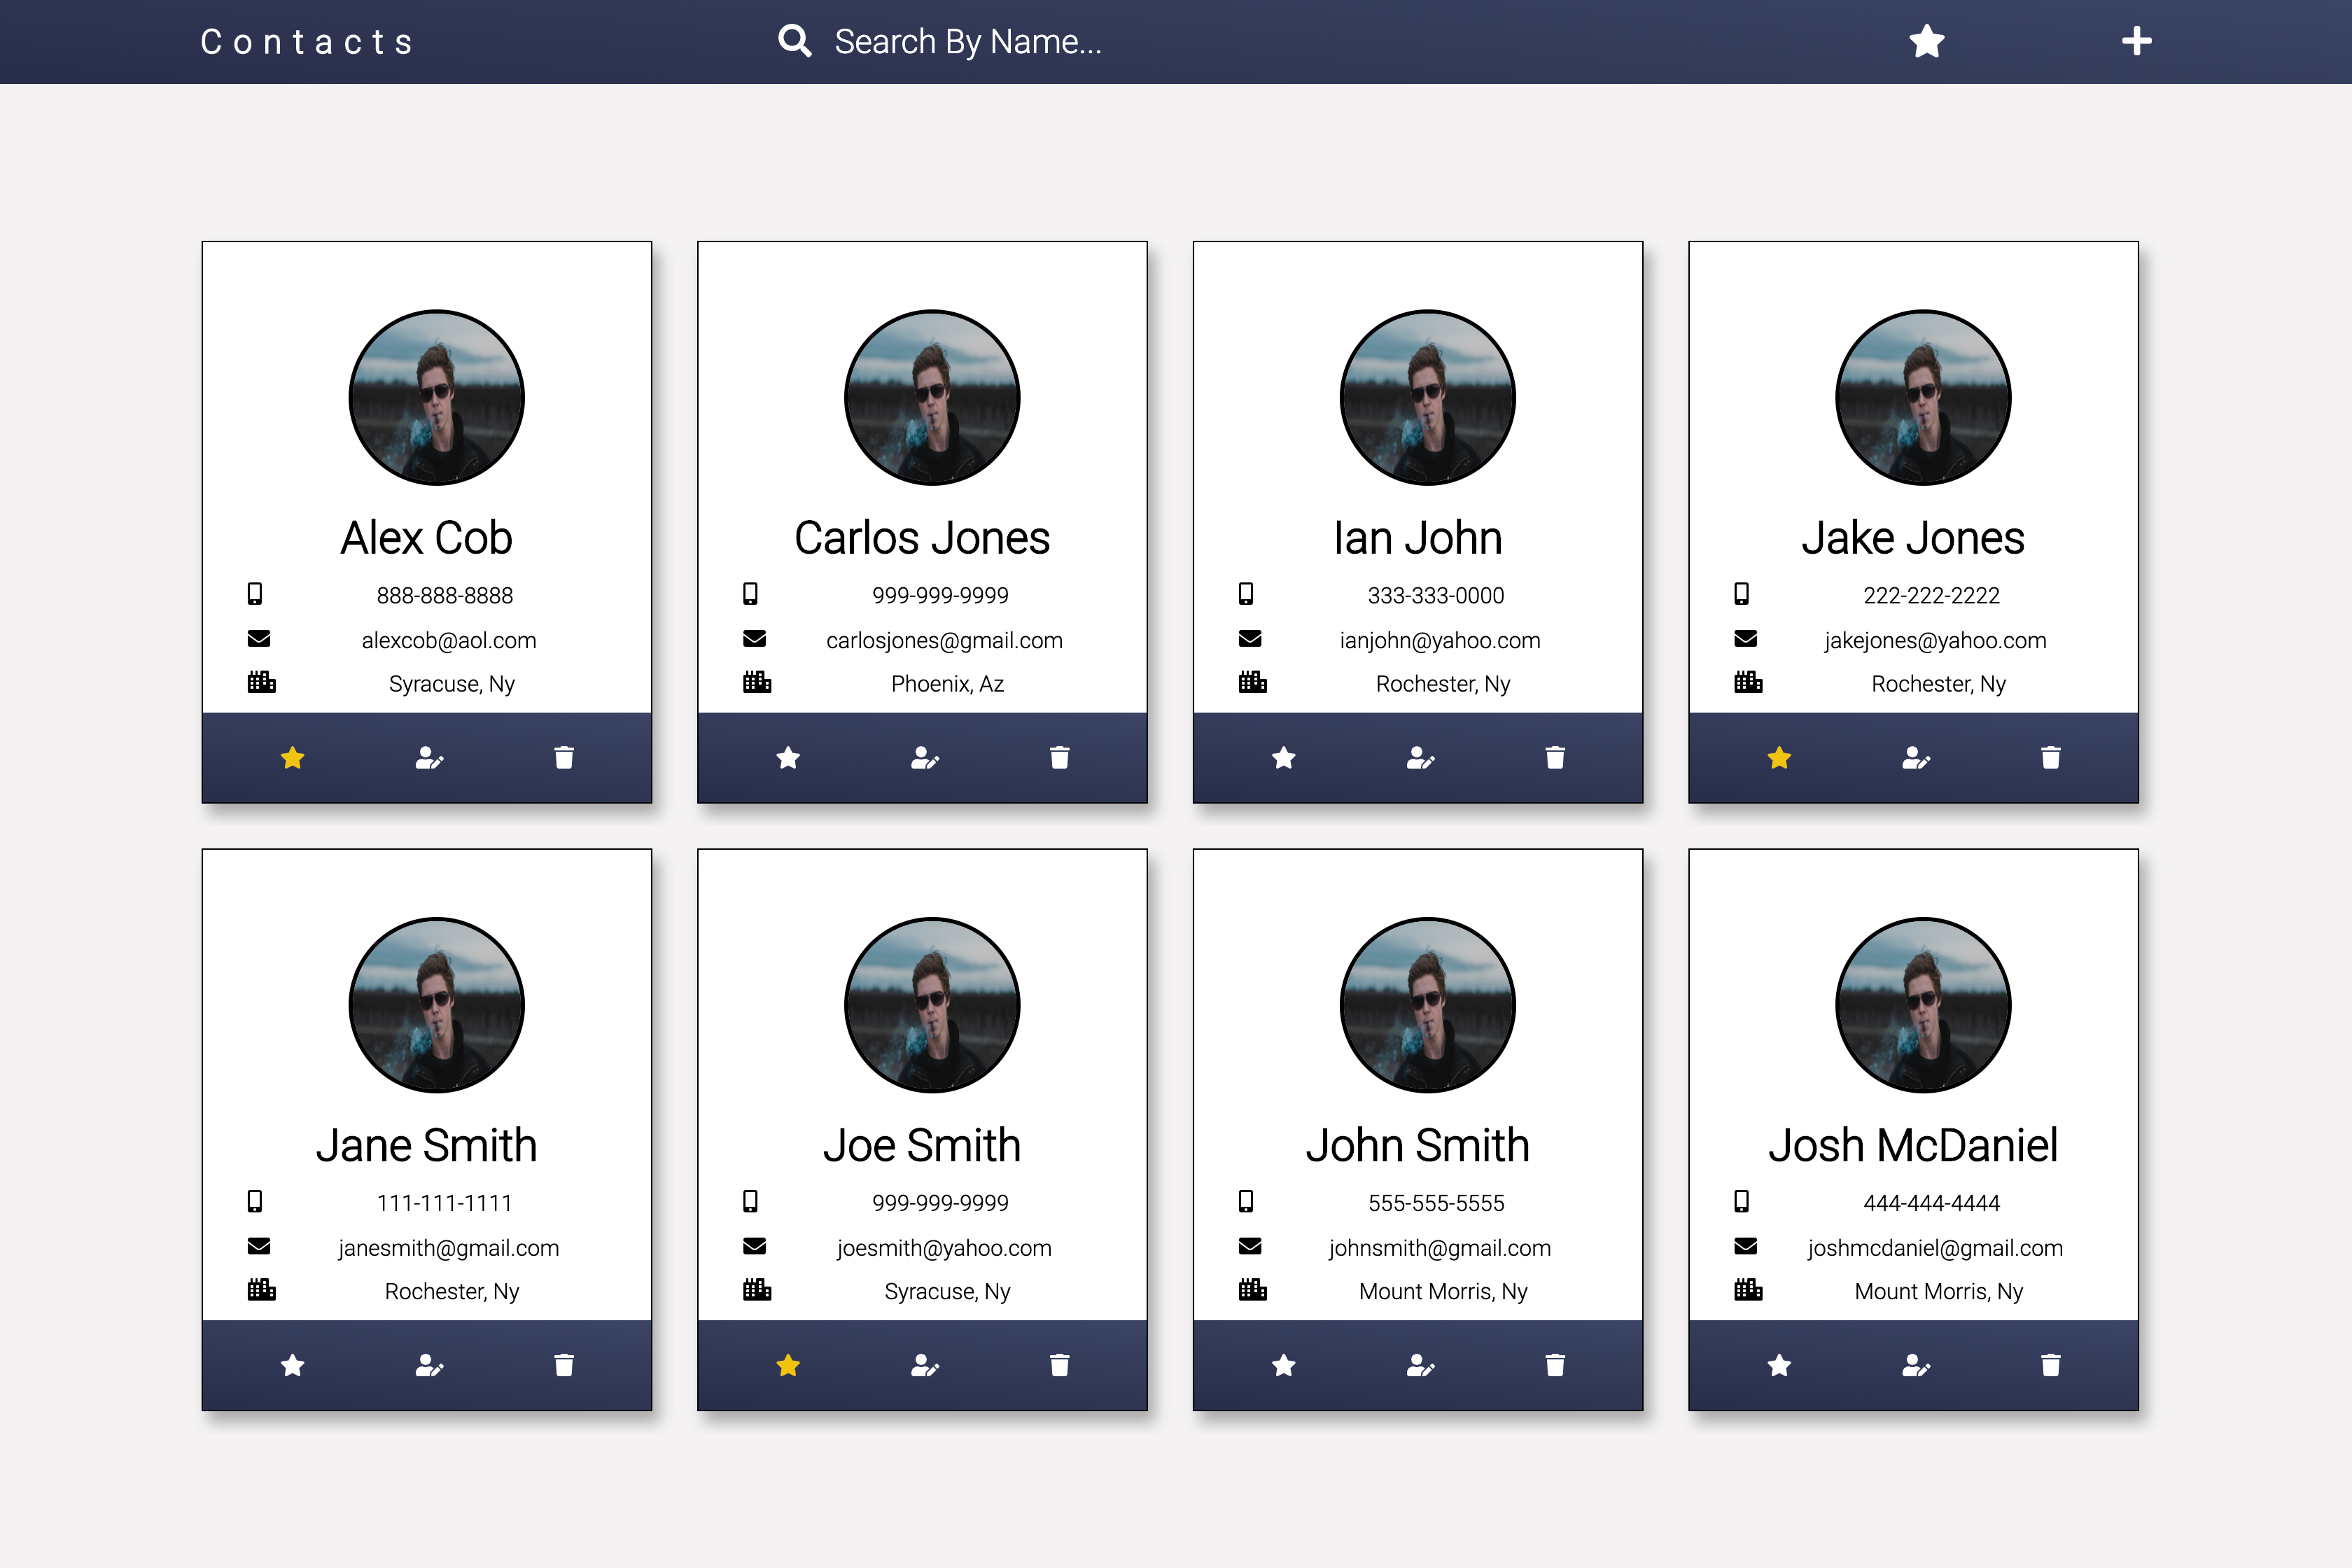 Contacts
Search By Name...
Alex Cob
888-888-8888
alexcob@aol.com
Syracuse, Ny
Carlos Jones
999-999-9999
carlosjones@gmail.com
Phoenix, Az
Ian John
333-333-0000
ianjohn@yahoo.com
Rochester, Ny
Jake Jones
222-222-2222
jakejones@yahoo.com
Rochester, Ny
Jane Smith
111-111-1111
janesmith@gmail.com
Rochester, Ny
Joe Smith
999-999-9999
joesmith@yahoo.com
Syracuse, Ny
John Smith
555-555-5555
johnsmith@gmail.com
Mount Morris, Ny
Josh McDaniel
444-444-4444
joshmcdaniel@gmail.com
Mount Morris, Ny